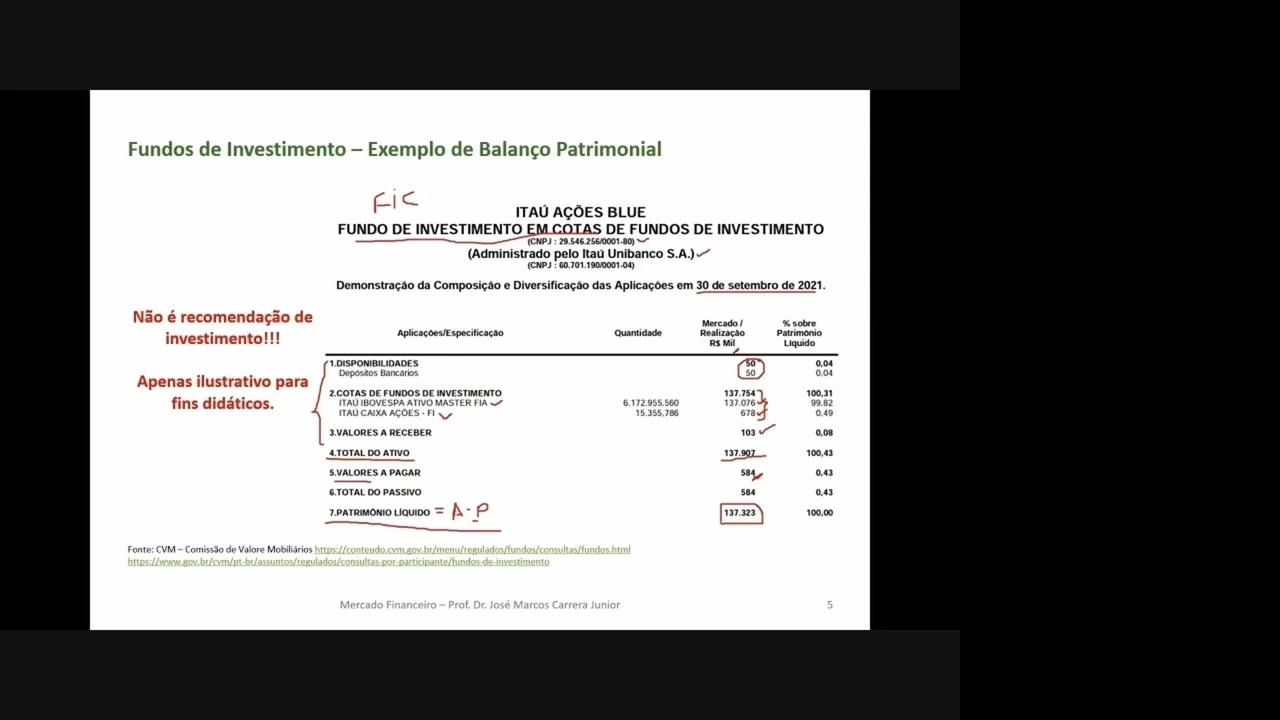 Fundos de Investimento – Exemplo de Balanço Patrimonial
FiC
ITAÚ AÇÕES BLUE
FUNDO DE INVESTIMENTO EM COTAS DE FUNDOS DE INVESTIMENTO
(CNPJ : 29.546.256/0001-80)
(Administrado pelo Itaú Unibanco S.A.)
(CNPJ : 60.701.190/0001-04)
Demonstração da Composição e Diversificação das Aplicações em 30 de setembro de 2021.
Não é recomendação de
investimento!!!
Apenas ilustrativo para
fins didáticos.
Aplicações/Especificação Quantidade Mercado / Realização R$ Mil % sobre Patrimônio Líquido
1.DISPONIBILIDADES 50 0,04
Depósitos Bancários 50 0,04
2.COTAS DE FUNDOS DE INVESTIMENTO 137.754 100,31
ITAÚ IBOVESPA ATIVO MASTER FIA 6.172.955,560 137.076 99,82
ITAÚ CAIXA AÇÕES - FI 15.355,786 678 0,49
3.VALORES A RECEBER 103 0,08
4.TOTAL DO ATIVO 137.907 100,43
5.VALORES A PAGAR 584 0,43
6.TOTAL DO PASSIVO 584 0,43
7.PATRIMÔNIO LÍQUIDO = A - P 137.323 100,00
Fonte: CVM – Comissão de Valore Mobiliários https://conteudo.cvm.gov.br/menu/regulados/fundos/consultas/fundos.html
https://www.gov.br/cvm/pt-br/assuntos/regulados/consultas-por-participante/fundos-de-investimento
Mercado Financeiro – Prof. Dr. José Marcos Carrera Junior 5